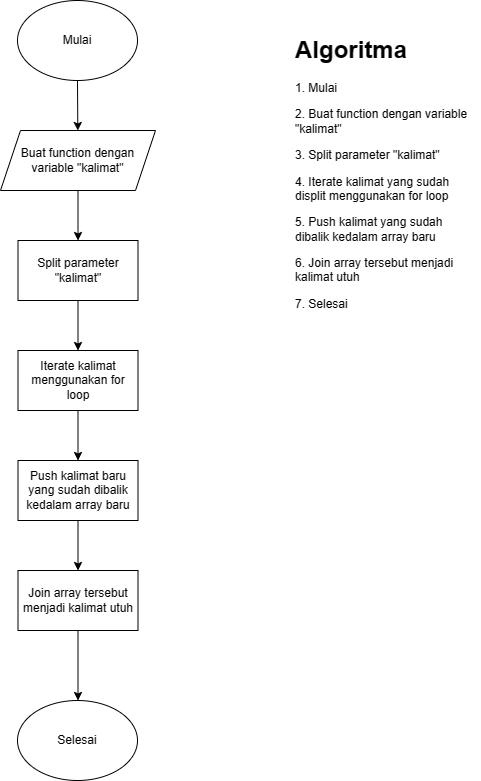 Mulai
Buat function dengan
variable "kalimat"
Split parameter
"kalimat"
Iterate kalimat
menggunakan for
loop
Push kalimat baru
yang sudah dibalik
kedalam array baru
Join array tersebut
menjadi kalimat utuh
Selesai
Algoritma
1. Mulai
2. Buat function dengan variable
"kalimat"
3. Split parameter "kalimat"
4. Iterate kalimat yang sudah
displit menggunakan for loop
5. Push kalimat yang sudah
dibalik kedalam array baru
6. Join array tersebut menjadi
kalimat utuh
7. Selesai